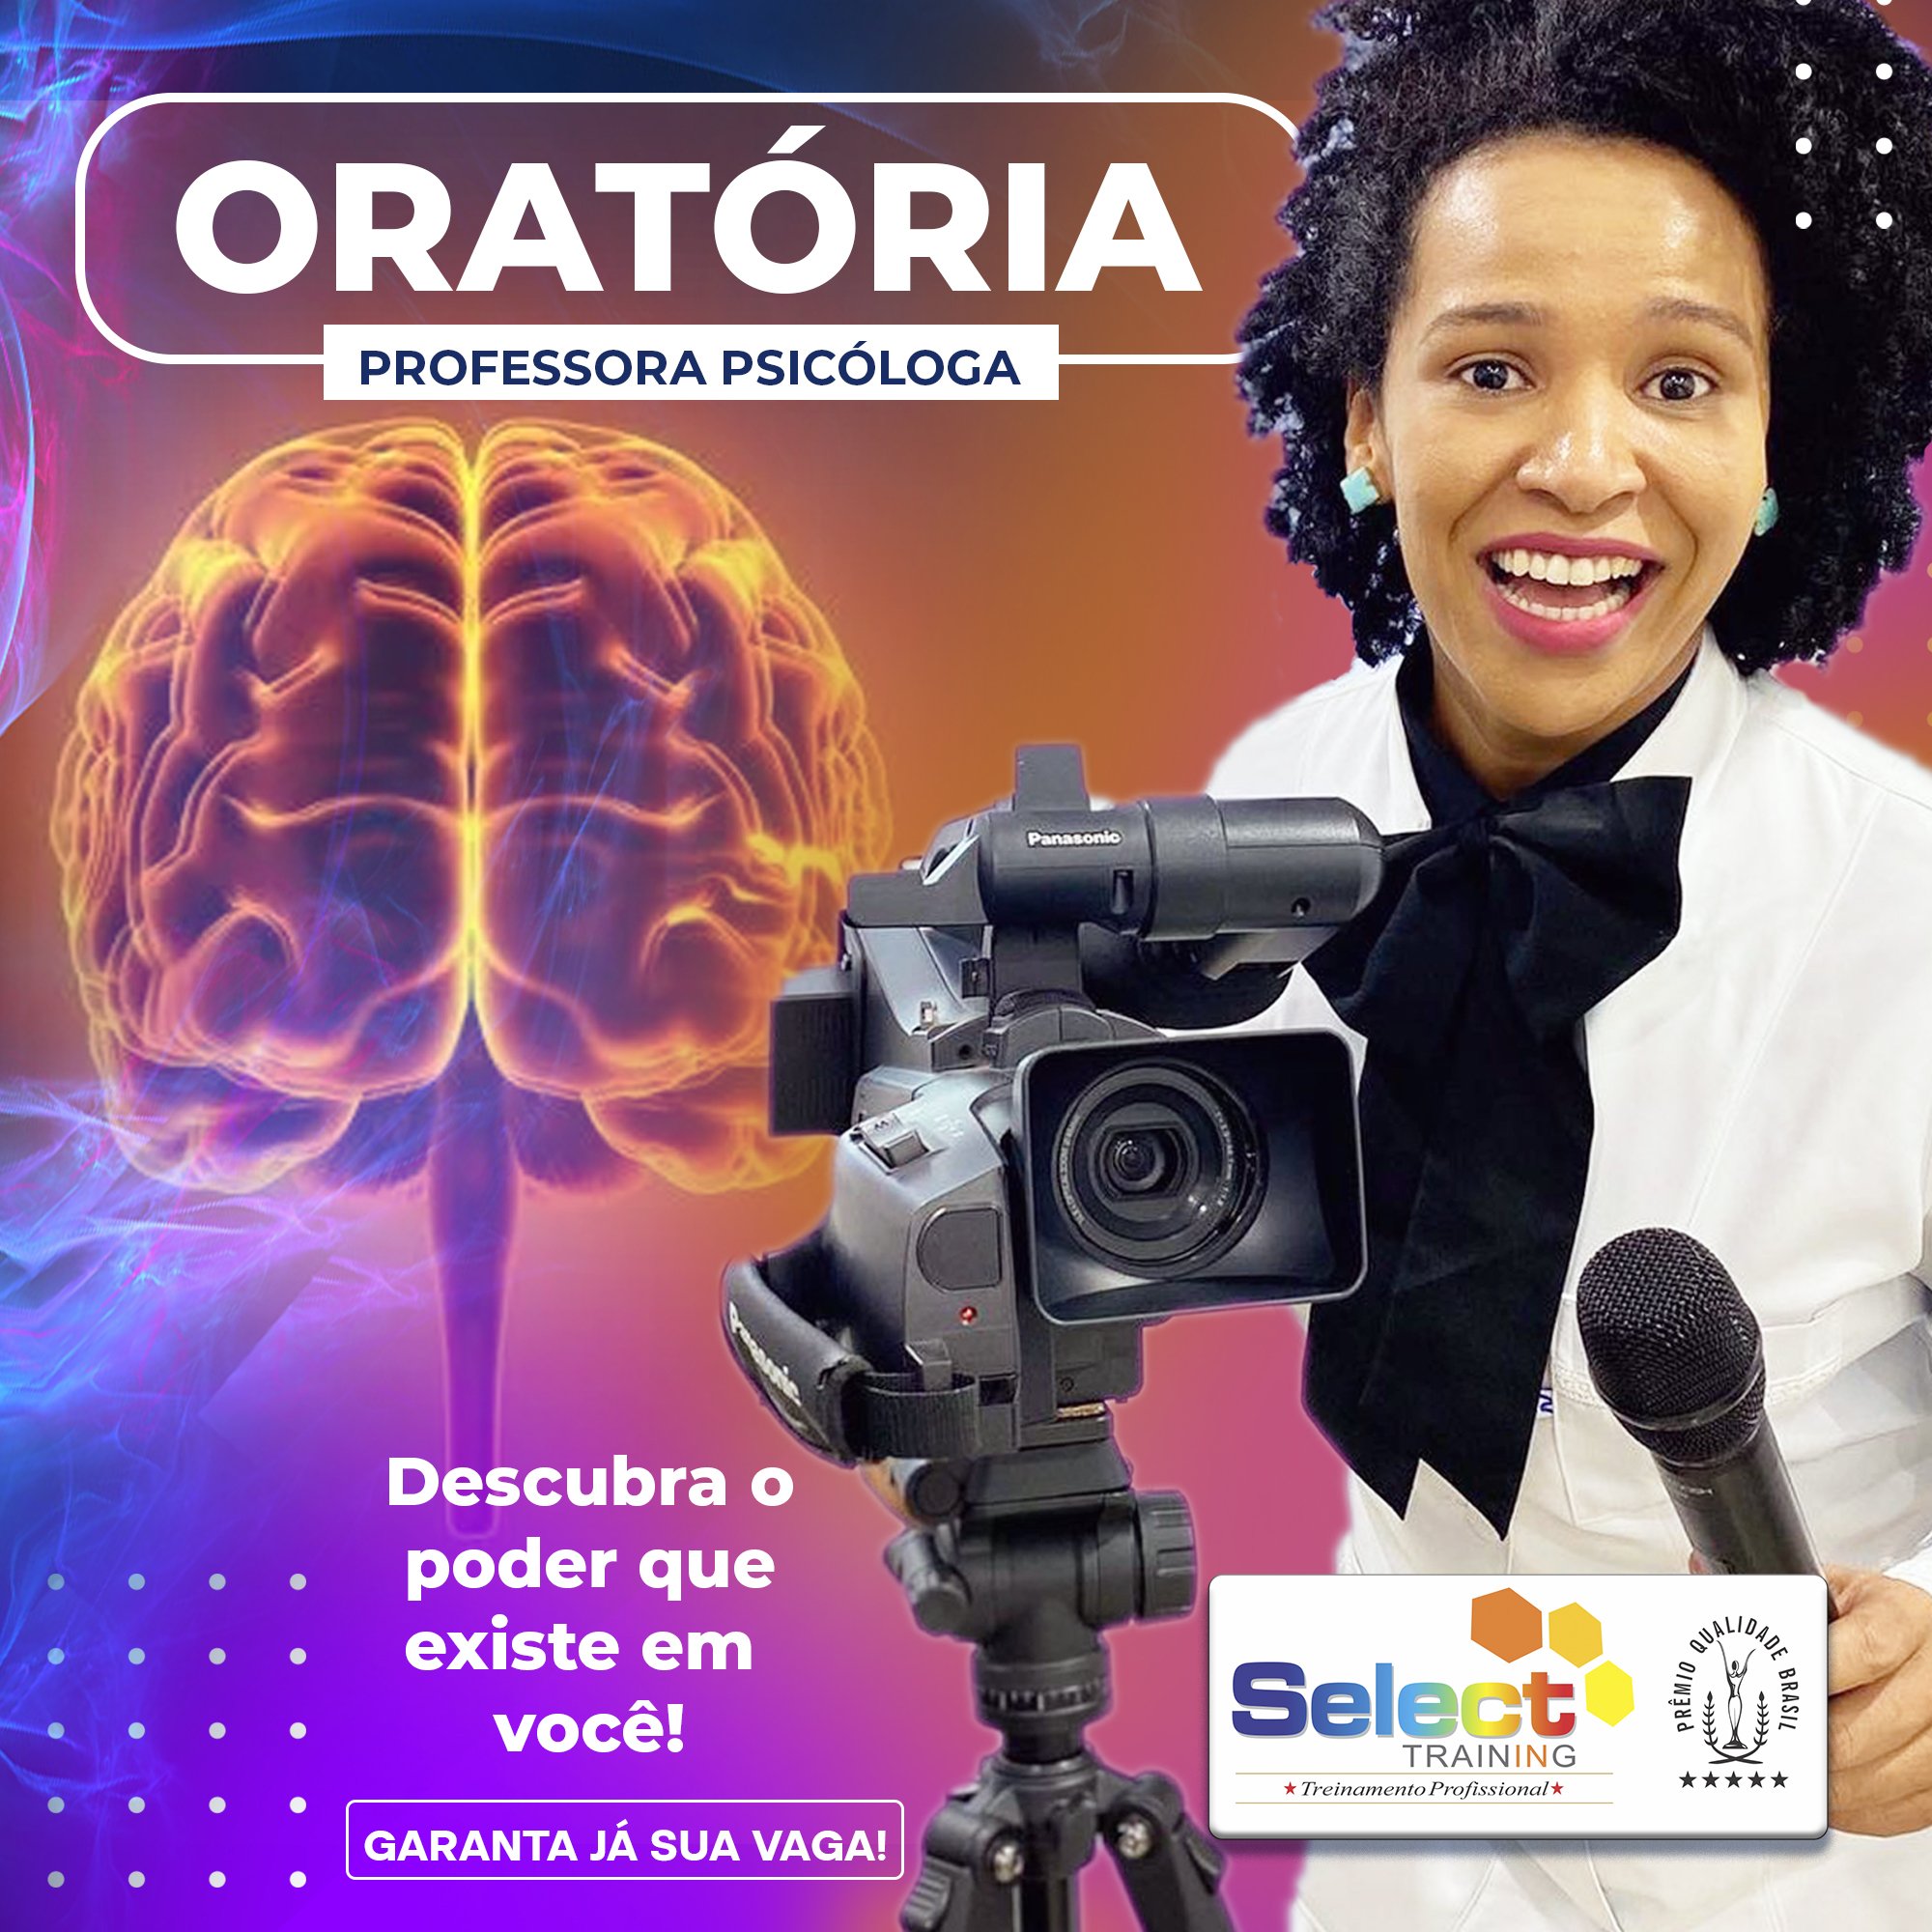 ORATÓRIA
PROFESSORA PSICÓLOGA
Panasonic
Panasonic
Descubra o
poder que
existe em
você!
GARANTA JÁ SUA VAGA!
Select
TRAINING
★ Treinamento Profissional ★
PRÊMIO QUALIDADE BRASIL
★★★★★